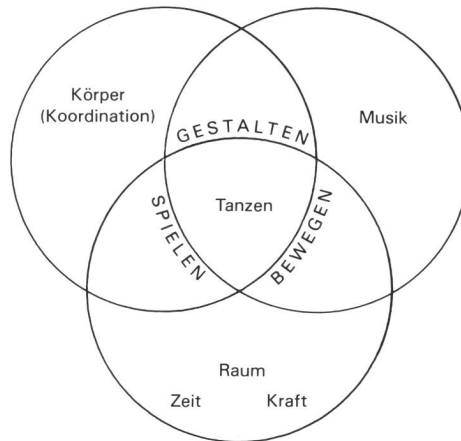 Körper
(Koordination)
Musik
GESTALTEN
Tanzen
SPIELEN
BEWEGEN
Raum
Zeit Kraft